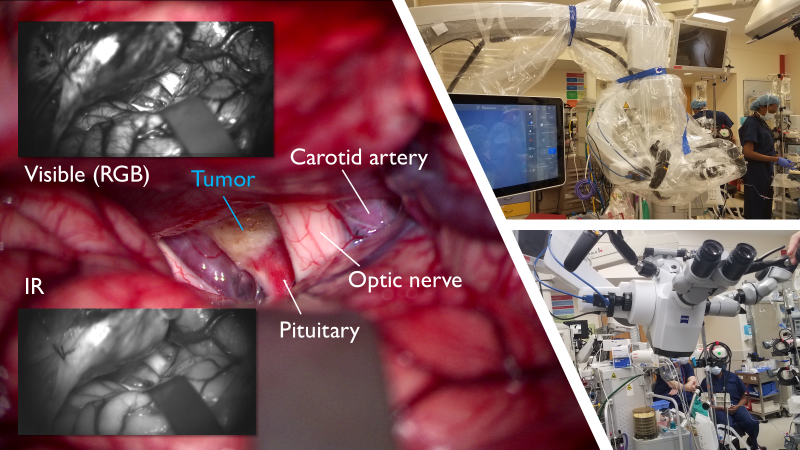 Visible (RGB)
Tumor
Carotid artery
IR
Optic nerve
Pituitary